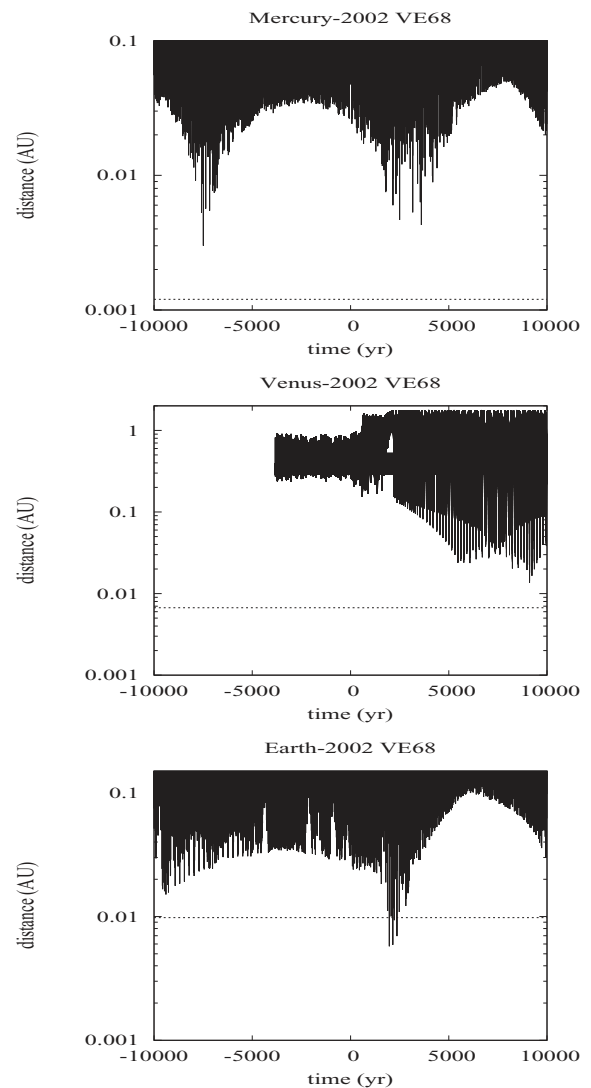 Mercury-2002 VE68
0.1
0.01
0.001
distance (AU)
-10000 -5000 0 5000 10000
time (yr)
Venus-2002 VE68
1
0.1
0.01
0.001
distance (AU)
-10000 -5000 0 5000 10000
time (yr)
Earth-2002 VE68
0.1
0.01
0.001
distance (AU)
-10000 -5000 0 5000 10000
time (yr)